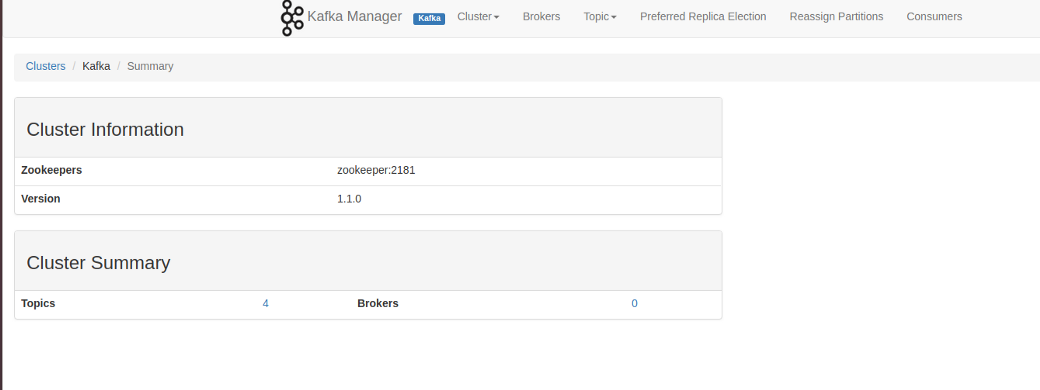 Kafka Manager Kafka Cluster Brokers Topic Preferred Replica Election Reassign Partitions Consumers
Clusters / Kafka / Summary
Cluster Information
Zookeepers zookeeper:2181
Version 1.1.0
Cluster Summary
Topics 4 Brokers 0